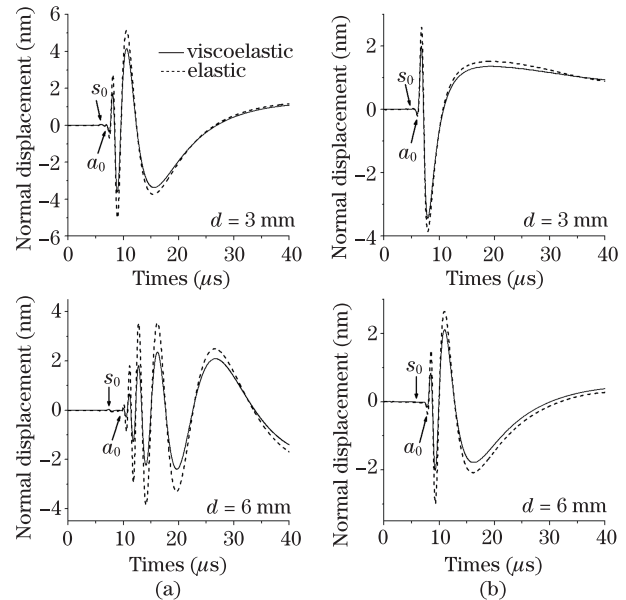 Normal displacement (nm)
6
4
2
0
−2
−4
−6
viscoelastic
elastic
s0
a0
d = 3 mm
0 10 20 30 40
Times (μs)
Normal displacement (nm)
2
0
−2
−4
s0
a0
d = 3 mm
0 10 20 30 40
Times (μs)
Normal displacement (nm)
4
2
0
−2
−4
s0
a0
d = 6 mm
0 10 20 30 40
Times (μs)
(a)
Normal displacement (nm)
2
0
−2
s0
a0
d = 6 mm
0 10 20 30 40
Times (μs)
(b)